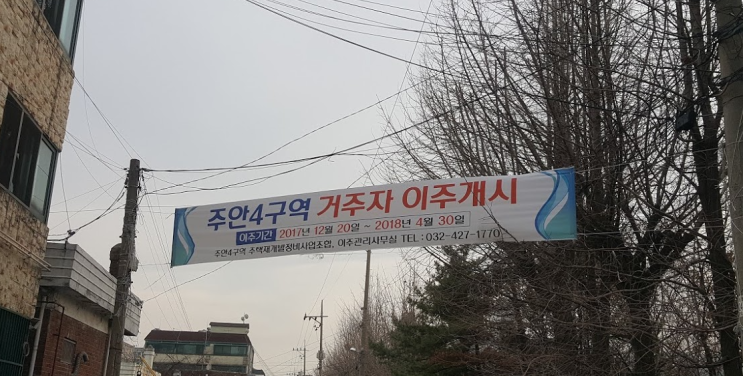 주안4구역 거주자 이주개시
이주기간 2017년 12월 20일 ~ 2018년 4월 30일
주안4구역 주택재개발정비사업조합, 이주관리사무실 TEL : 032-427-1770